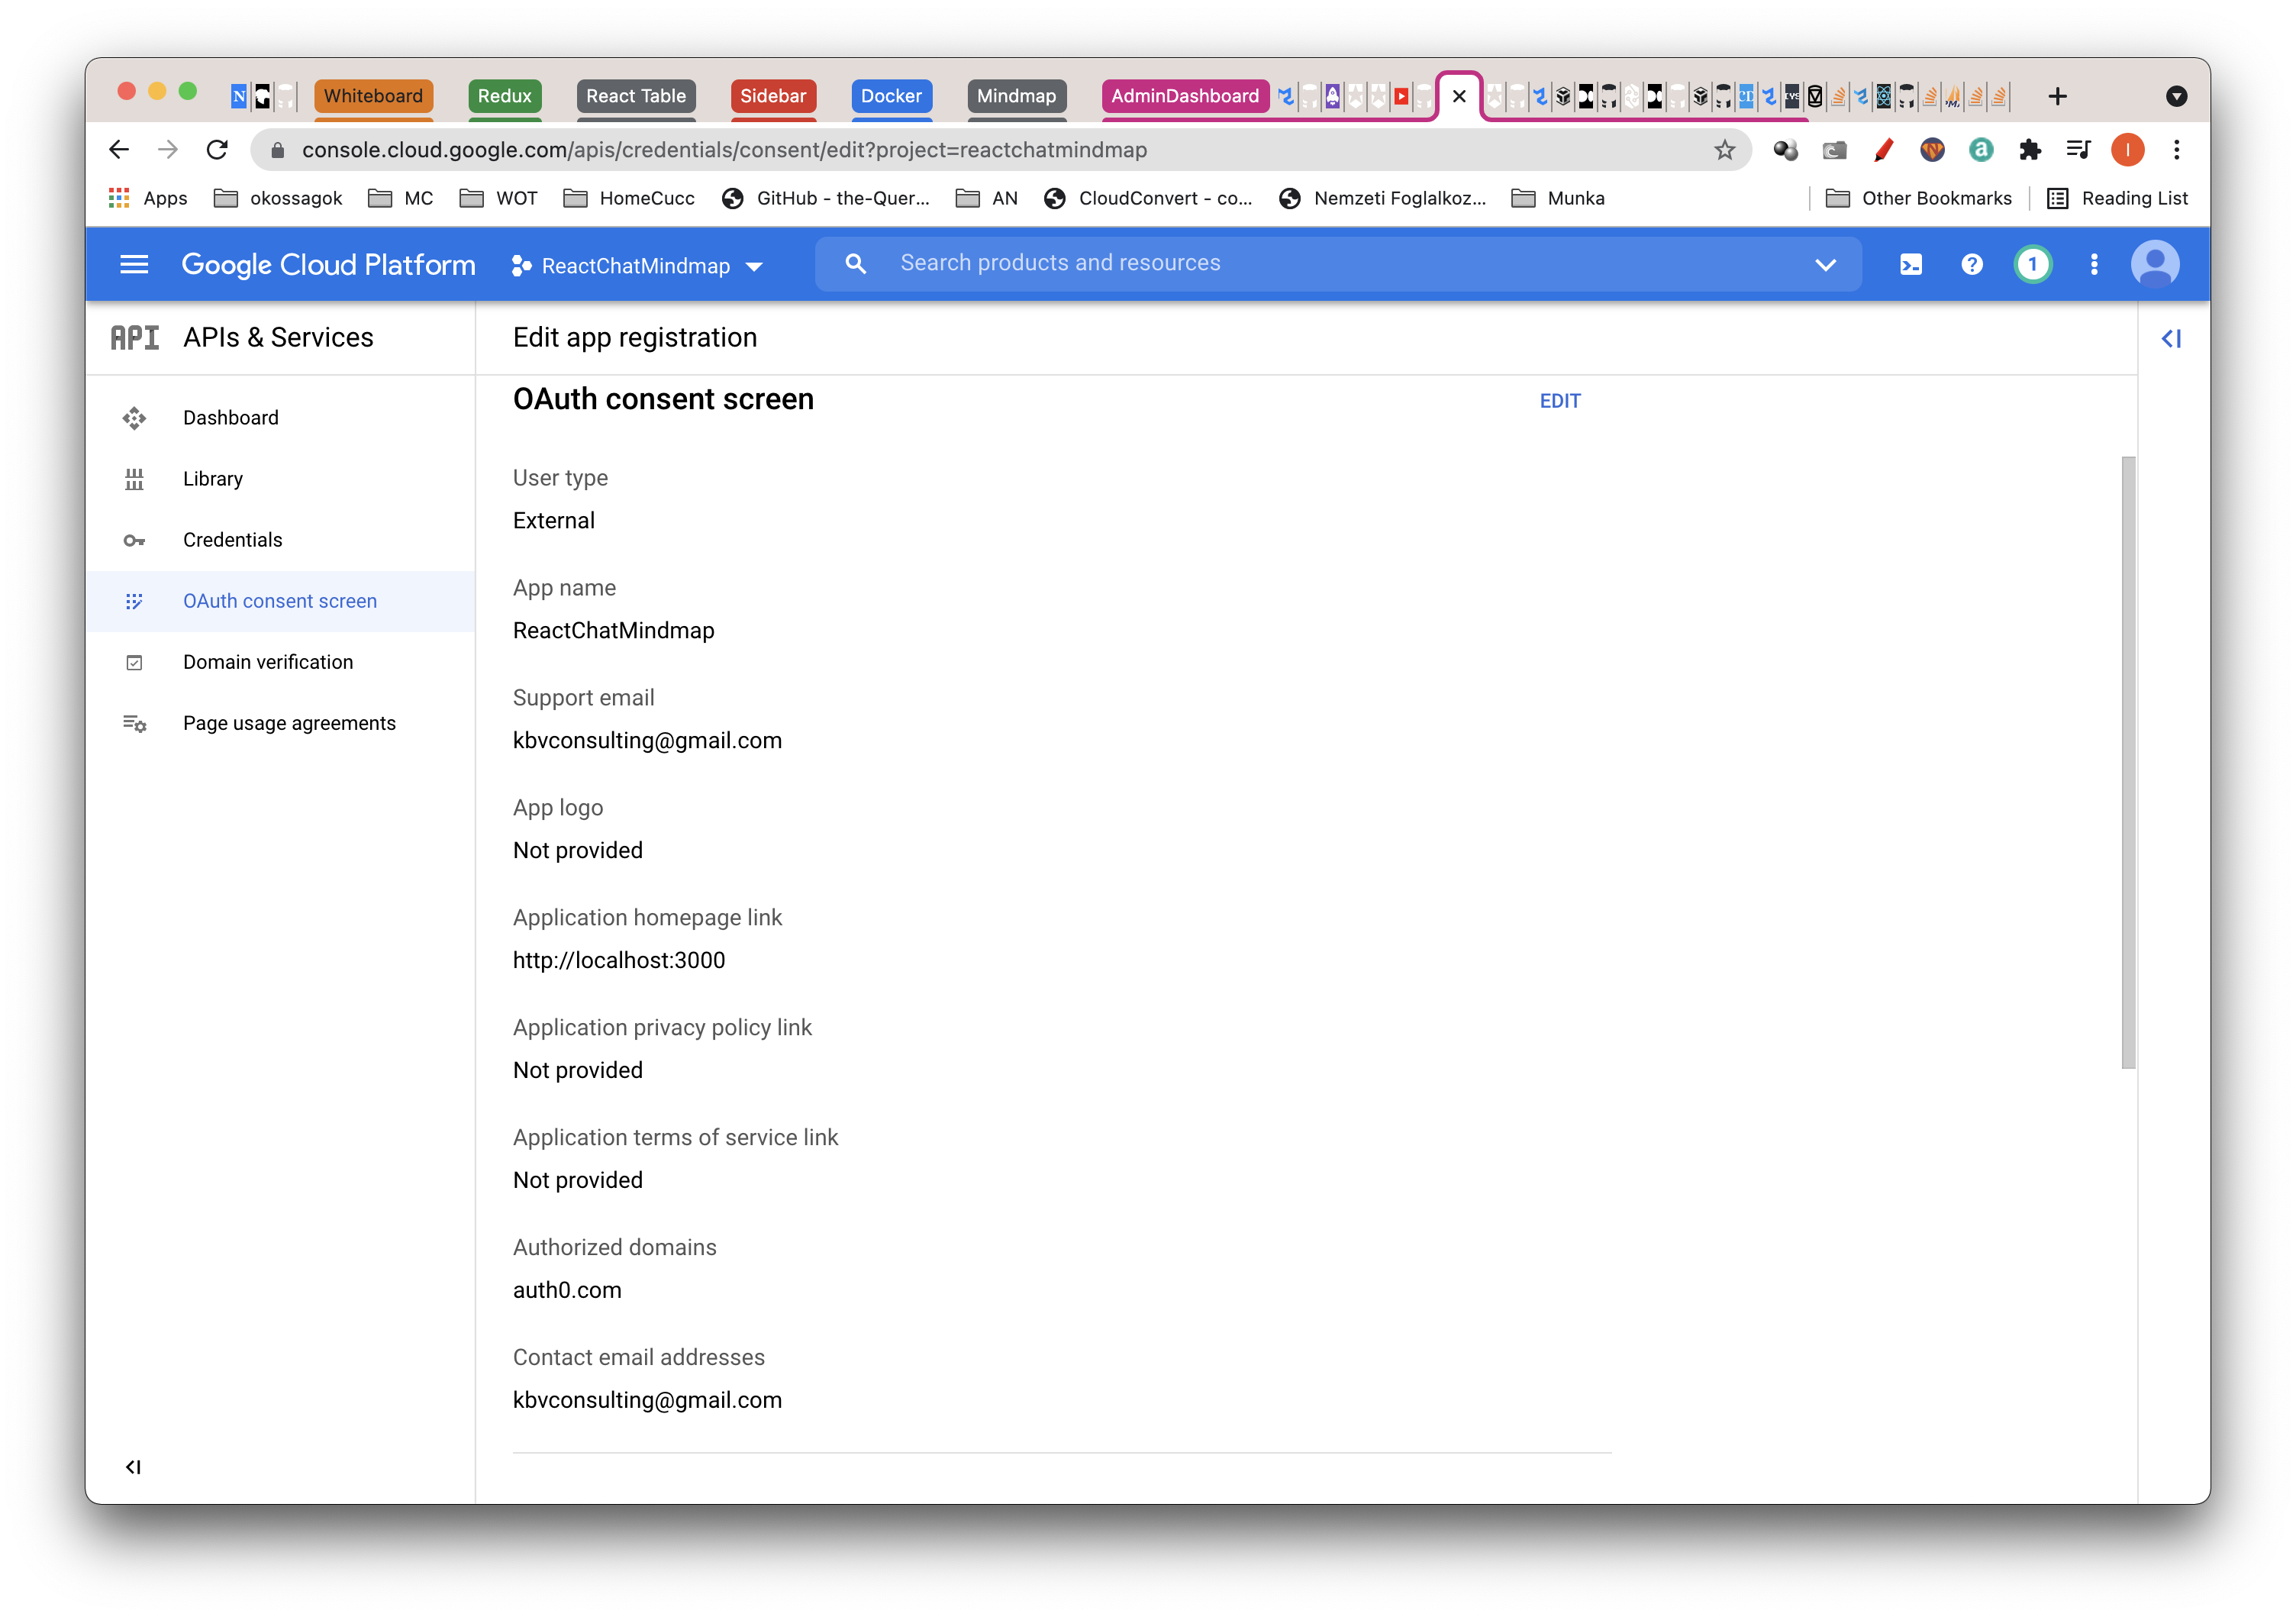 Whiteboard
Redux
React Table
Sidebar
Docker
Mindmap
AdminDashboard
console.cloud.google.com/apis/credentials/consent/edit?project=reactchatmindmap
Apps
okossagok
MC
WOT
HomeCucc
GitHub - the-Quer...
AN
CloudConvert - co...
Nemzeti Foglalkoz...
Munka
Other Bookmarks
Reading List
Google Cloud Platform
ReactChatMindmap
Search products and resources
1
API APIs & Services
Edit app registration
Dashboard
Library
Credentials
OAuth consent screen
Domain verification
Page usage agreements
OAuth consent screen
EDIT
User type
External
App name
ReactChatMindmap
Support email
kbvconsulting@gmail.com
App logo
Not provided
Application homepage link
http://localhost:3000
Application privacy policy link
Not provided
Application terms of service link
Not provided
Authorized domains
auth0.com
Contact email addresses
kbvconsulting@gmail.com